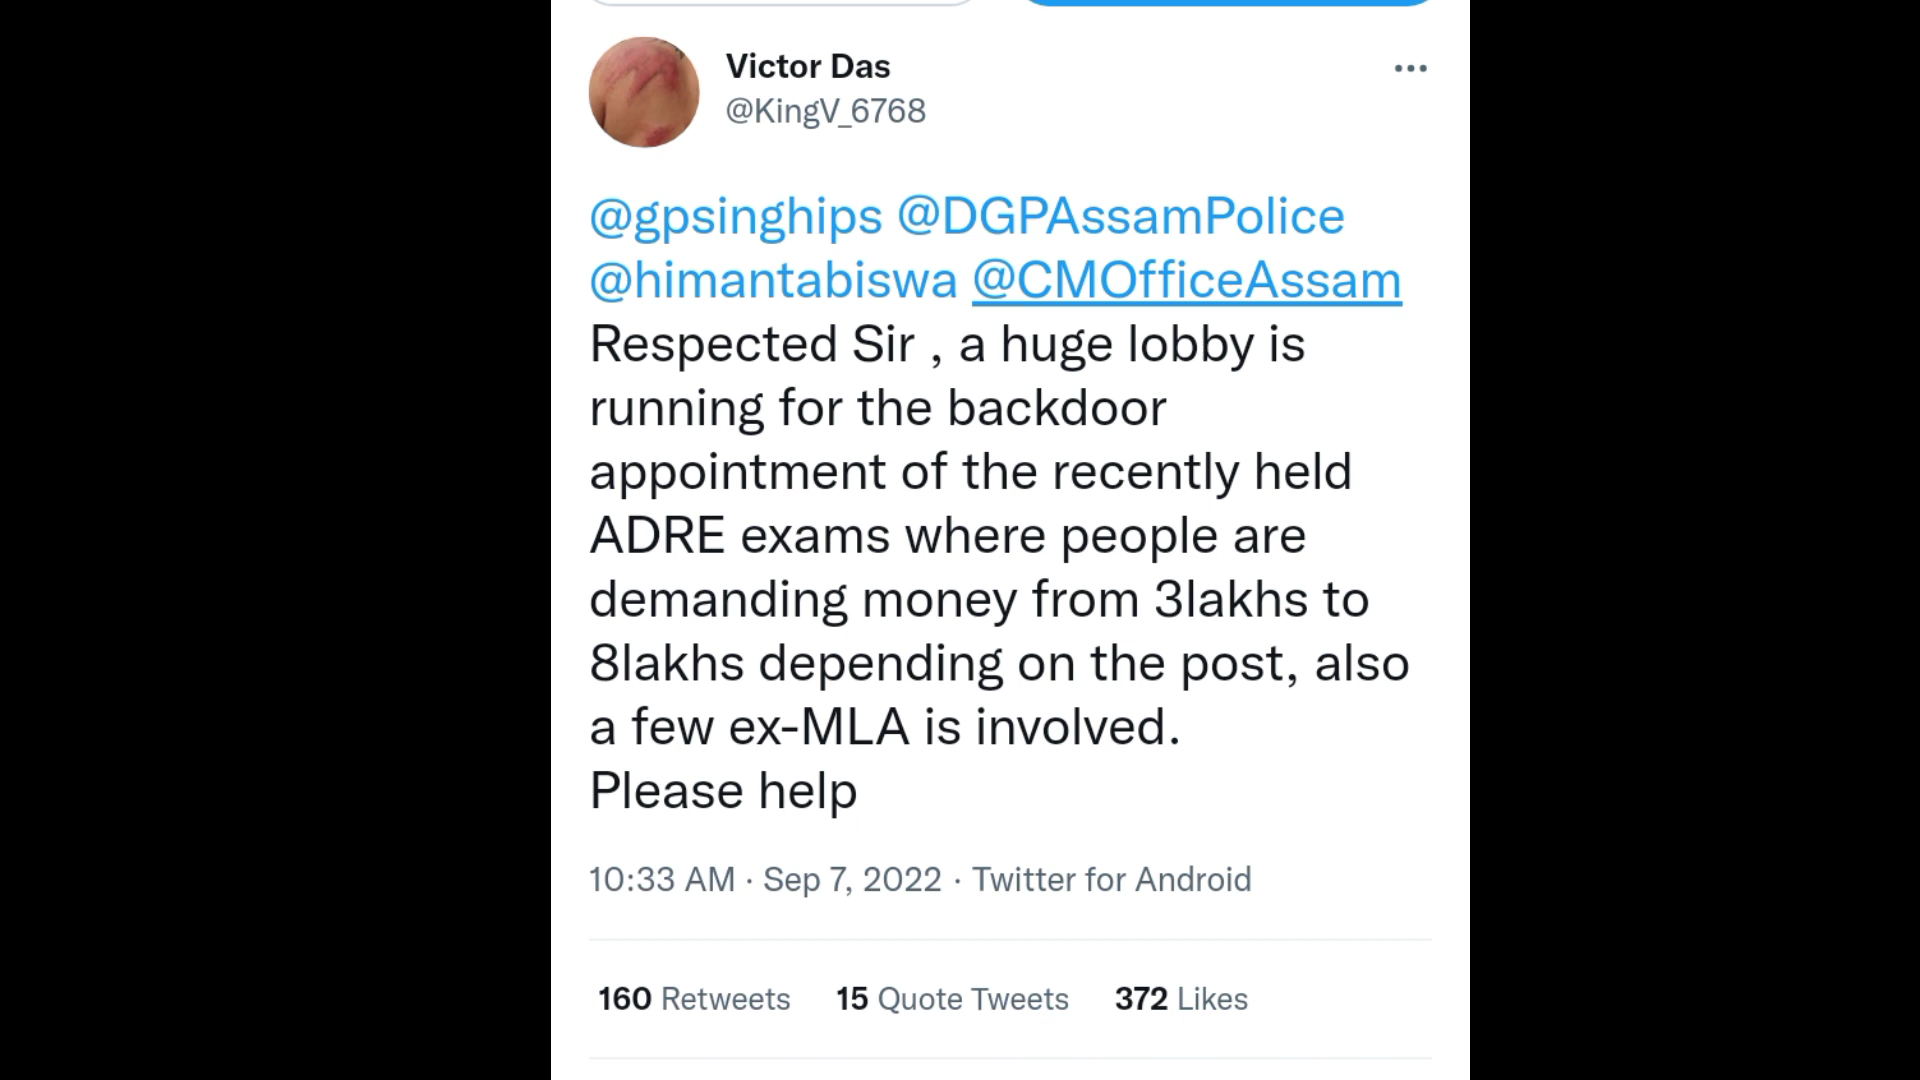 Victor Das
@KingV_6768
@gpsinghips @DGPAssamPolice
@himantabiswa @CMOfficeAssam
Respected Sir , a huge lobby is
running for the backdoor
appointment of the recently held
ADRE exams where people are
demanding money from 3lakhs to
8lakhs depending on the post, also
a few ex-MLA is involved.
Please help
10:33 AM · Sep 7, 2022 · Twitter for Android
160 Retweets 15 Quote Tweets 372 Likes